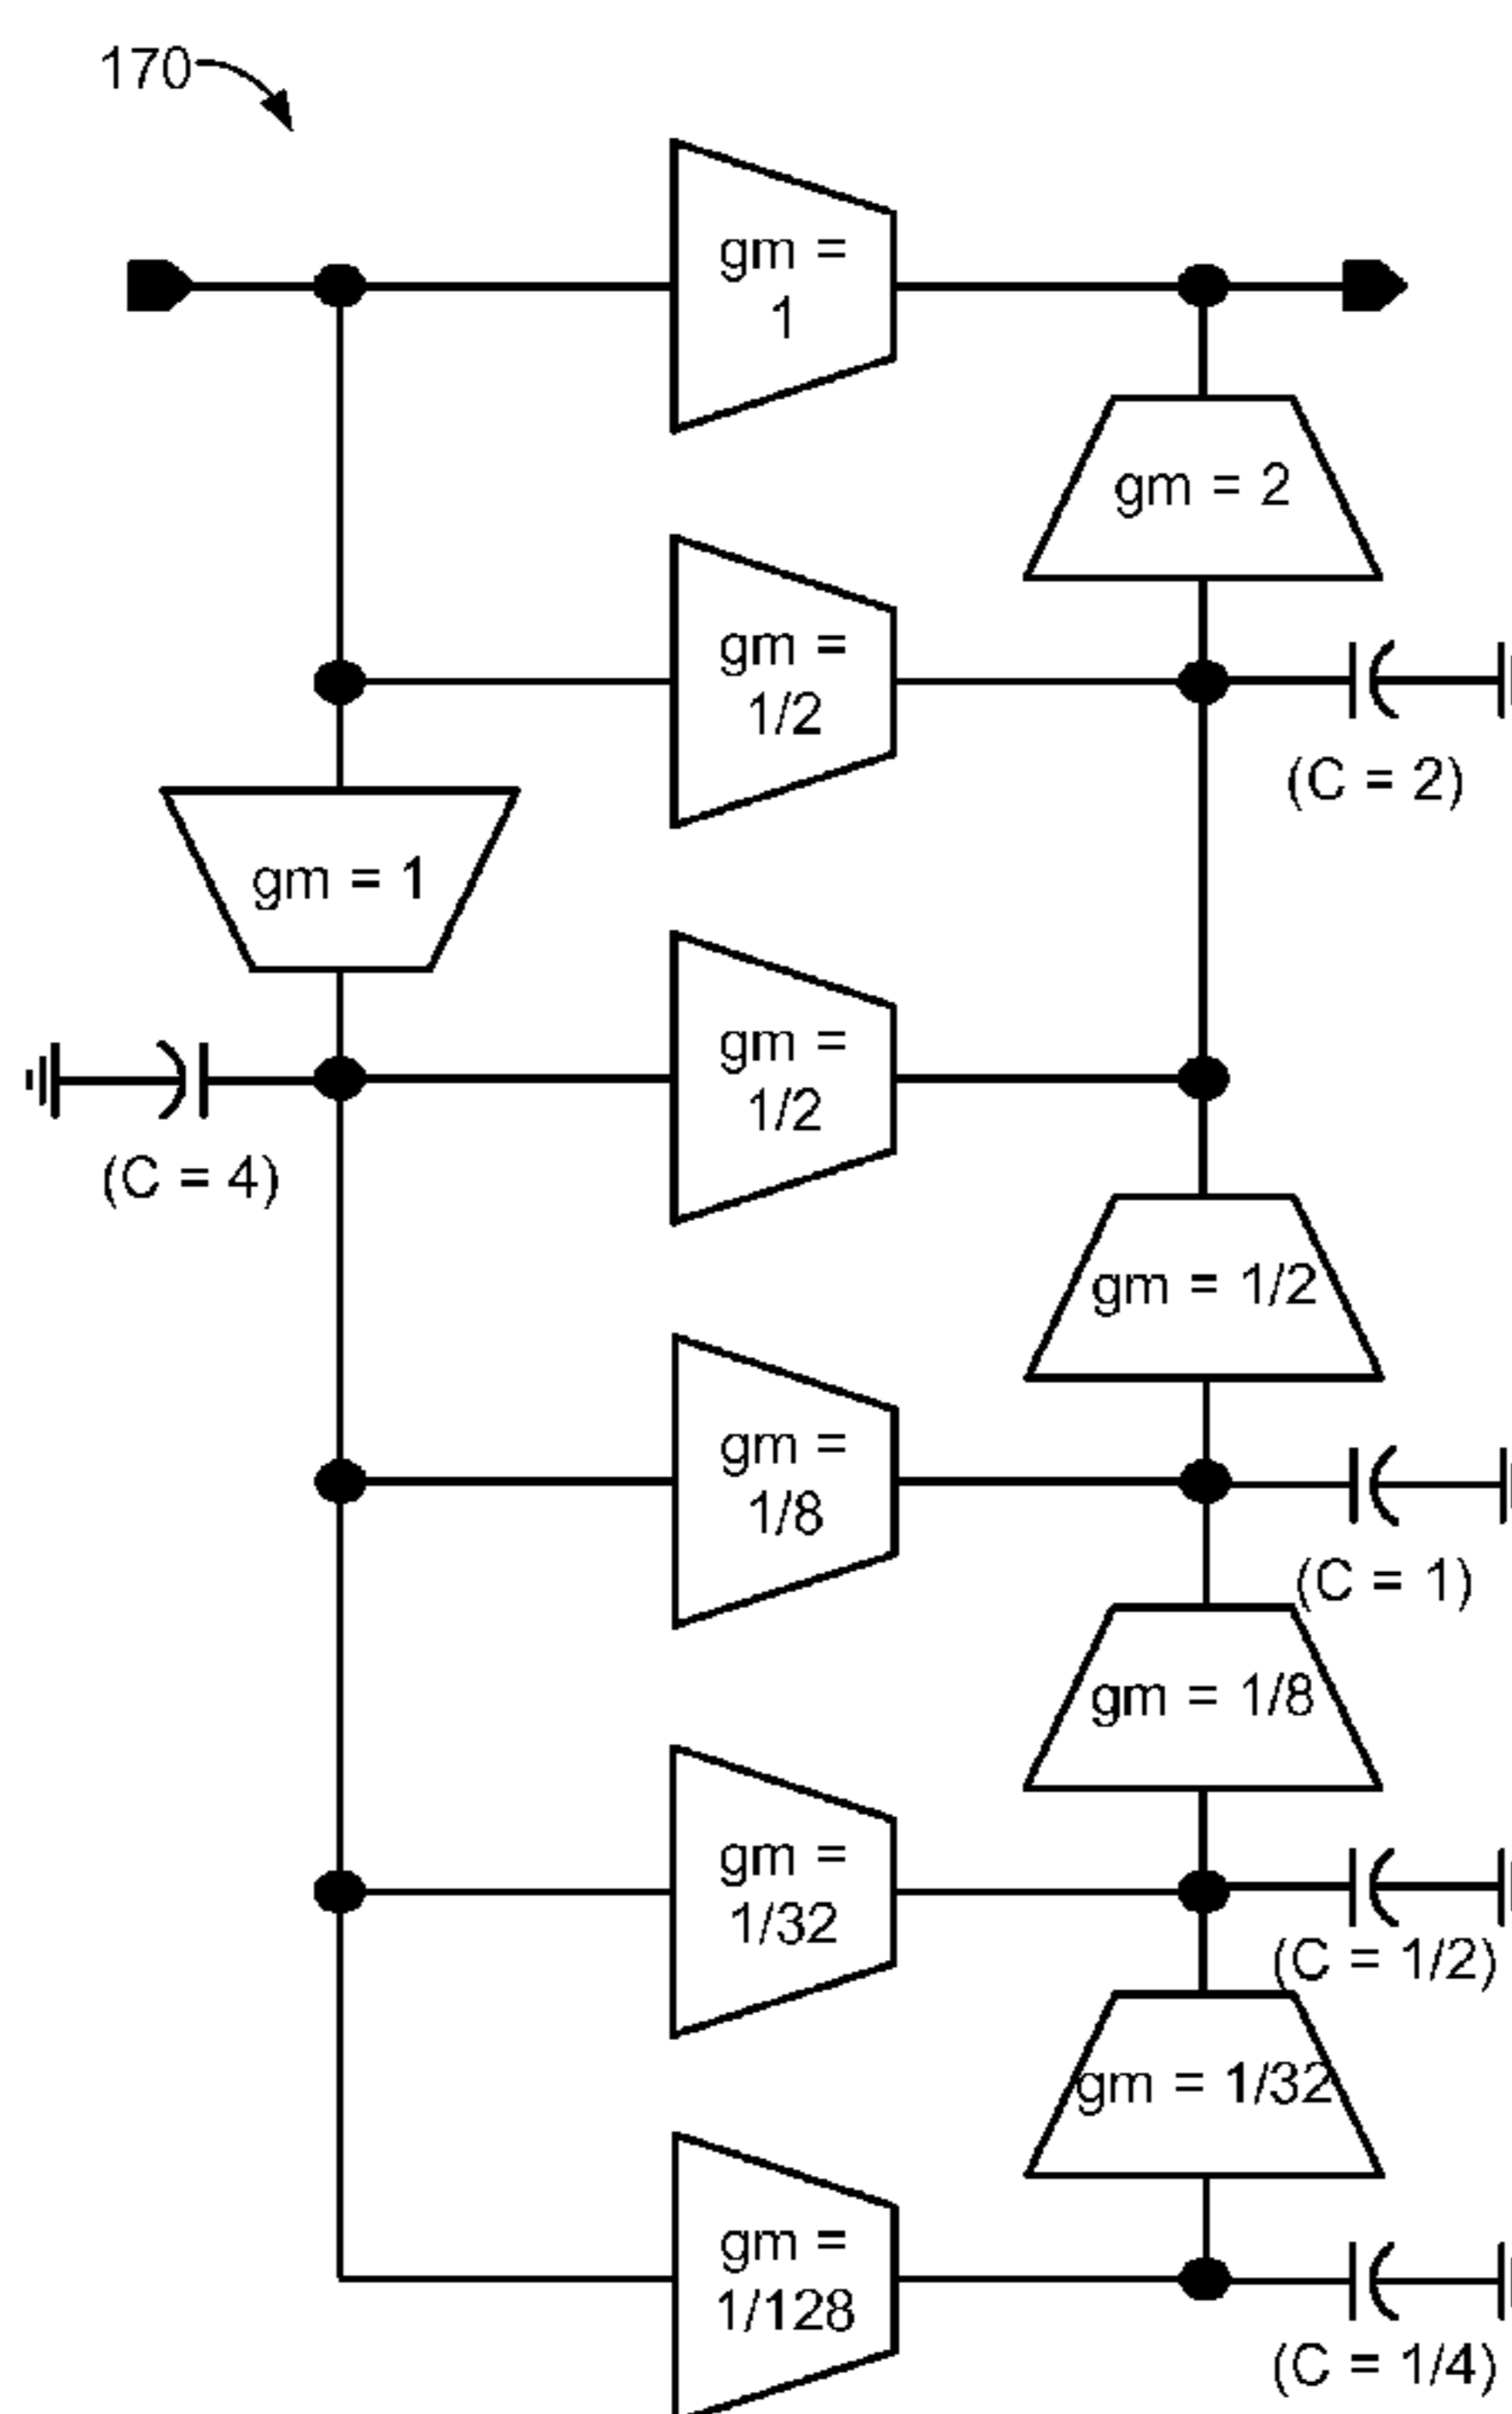 170
gm =
1
gm = 2
gm =
1/2
(C = 2)
gm = 1
gm =
1/2
(C = 4)
gm = 1/2
gm =
1/8
(C = 1)
gm = 1/8
gm =
1/32
(C = 1/2)
gm = 1/32
gm =
1/128
(C = 1/4)